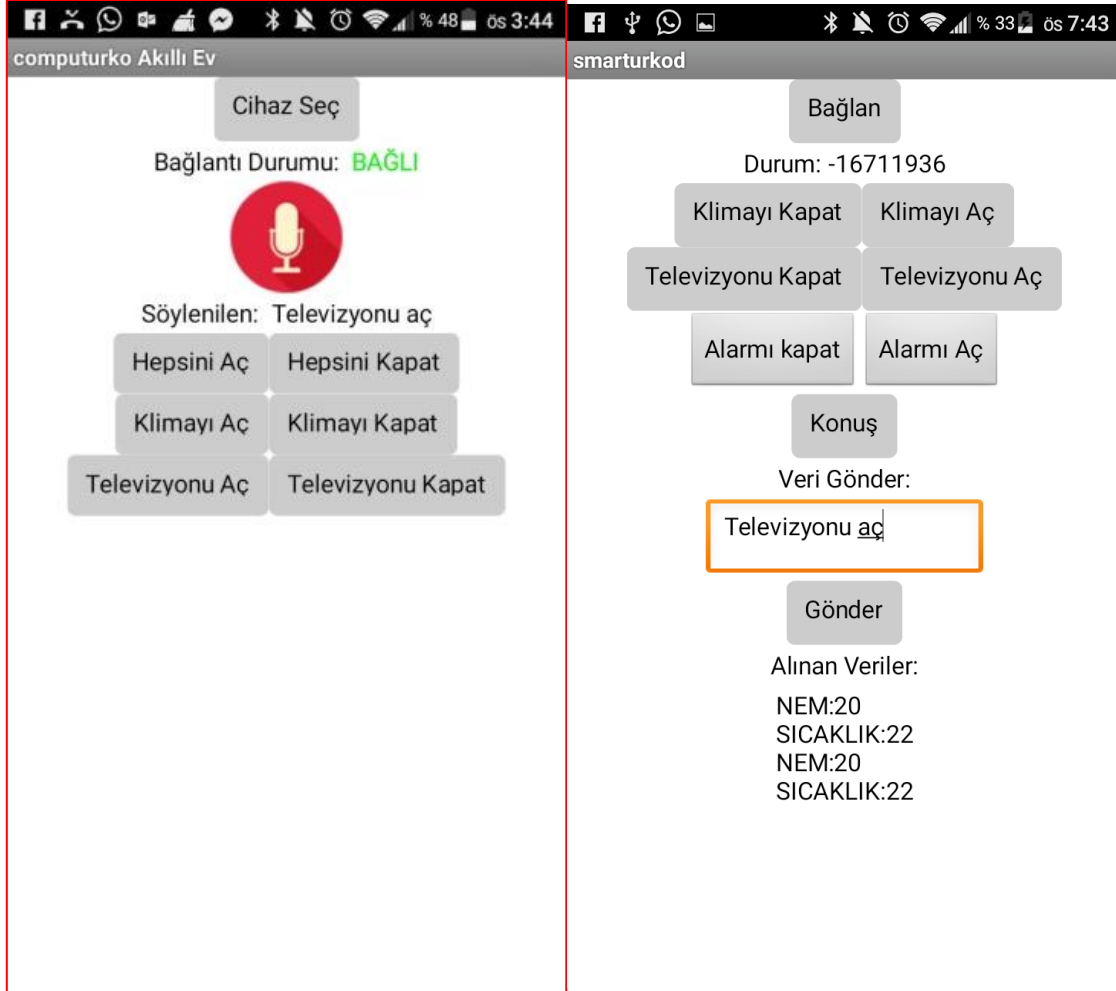 % 48 ös 3:44
computurko Akıllı Ev
Cihaz Seç
Bağlantı Durumu: BAĞLI
Söylenilen: Televizyonu aç
Hepsini Aç Hepsini Kapat
Klimayı Aç Klimayı Kapat
Televizyonu Aç Televizyonu Kapat
% 33 ös 7:43
smarturkod
Bağlan
Durum: -16711936
Klimayı Kapat Klimayı Aç
Televizyonu Kapat Televizyonu Aç
Alarmı kapat Alarmı Aç
Konuş
Veri Gönder:
Televizyonu aç
Gönder
Alınan Veriler:
NEM:20
SICAKLIK:22
NEM:20
SICAKLIK:22